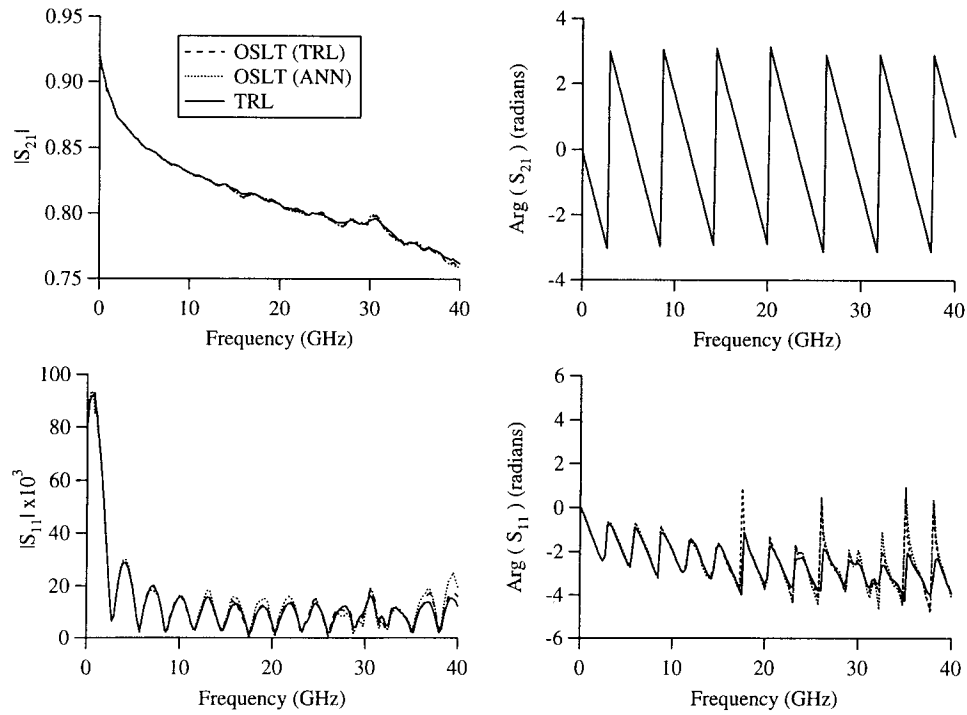 0.95
0.90
0.85
0.80
0.75
|S21|
OSLT (TRL)
OSLT (ANN)
TRL
0 10 20 30 40
Frequency (GHz)
4
2
0
-2
-4
Arg ( S21 ) (radians)
0 10 20 30 40
Frequency (GHz)
100
80
60
40
20
0
|S11| x10^3
0 10 20 30 40
Frequency (GHz)
6
4
2
0
-2
-4
-6
Arg ( S11 ) (radians)
0 10 20 30 40
Frequency (GHz)